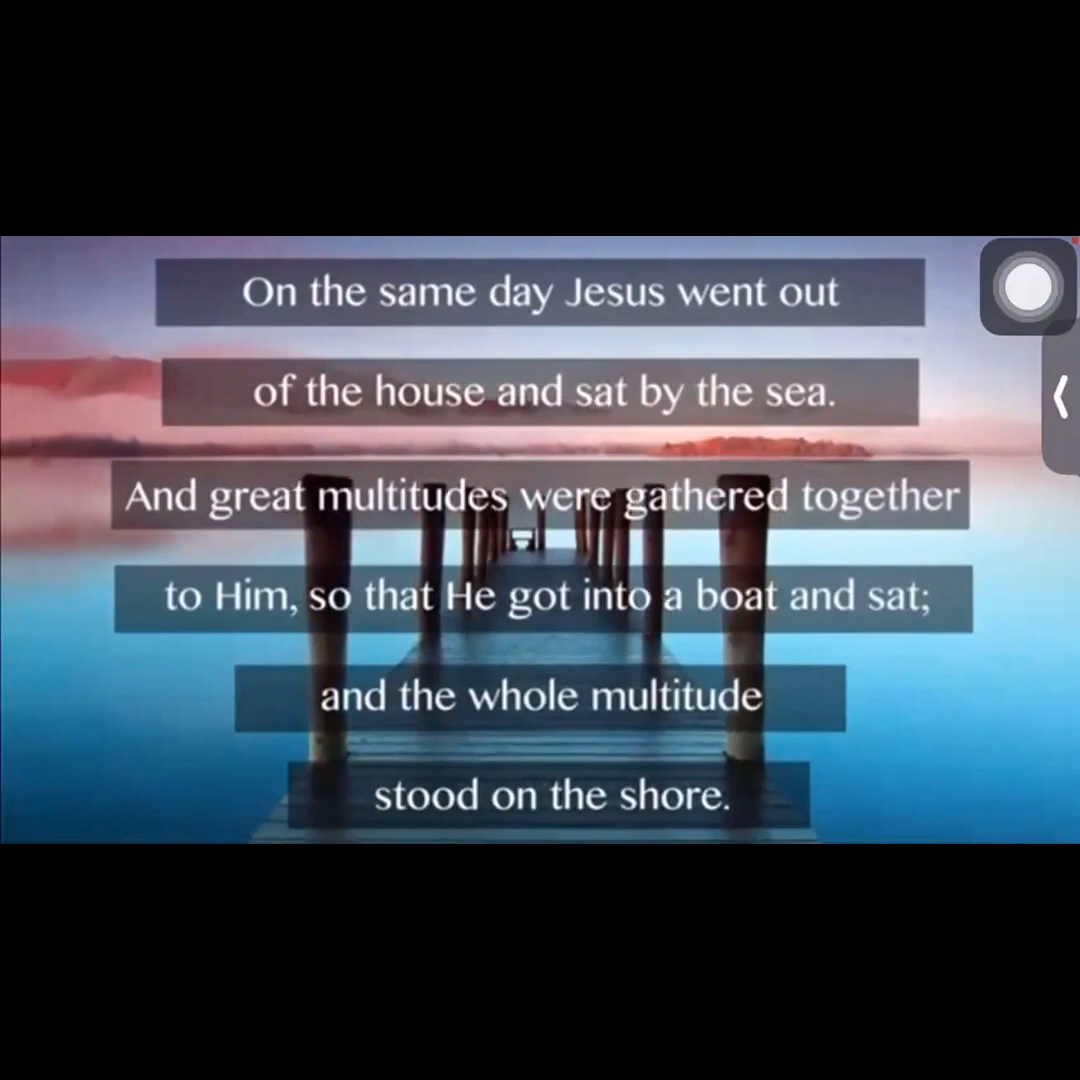 On the same day Jesus went out
of the house and sat by the sea.
And great multitudes were gathered together
to Him, so that He got into a boat and sat;
and the whole multitude
stood on the shore.